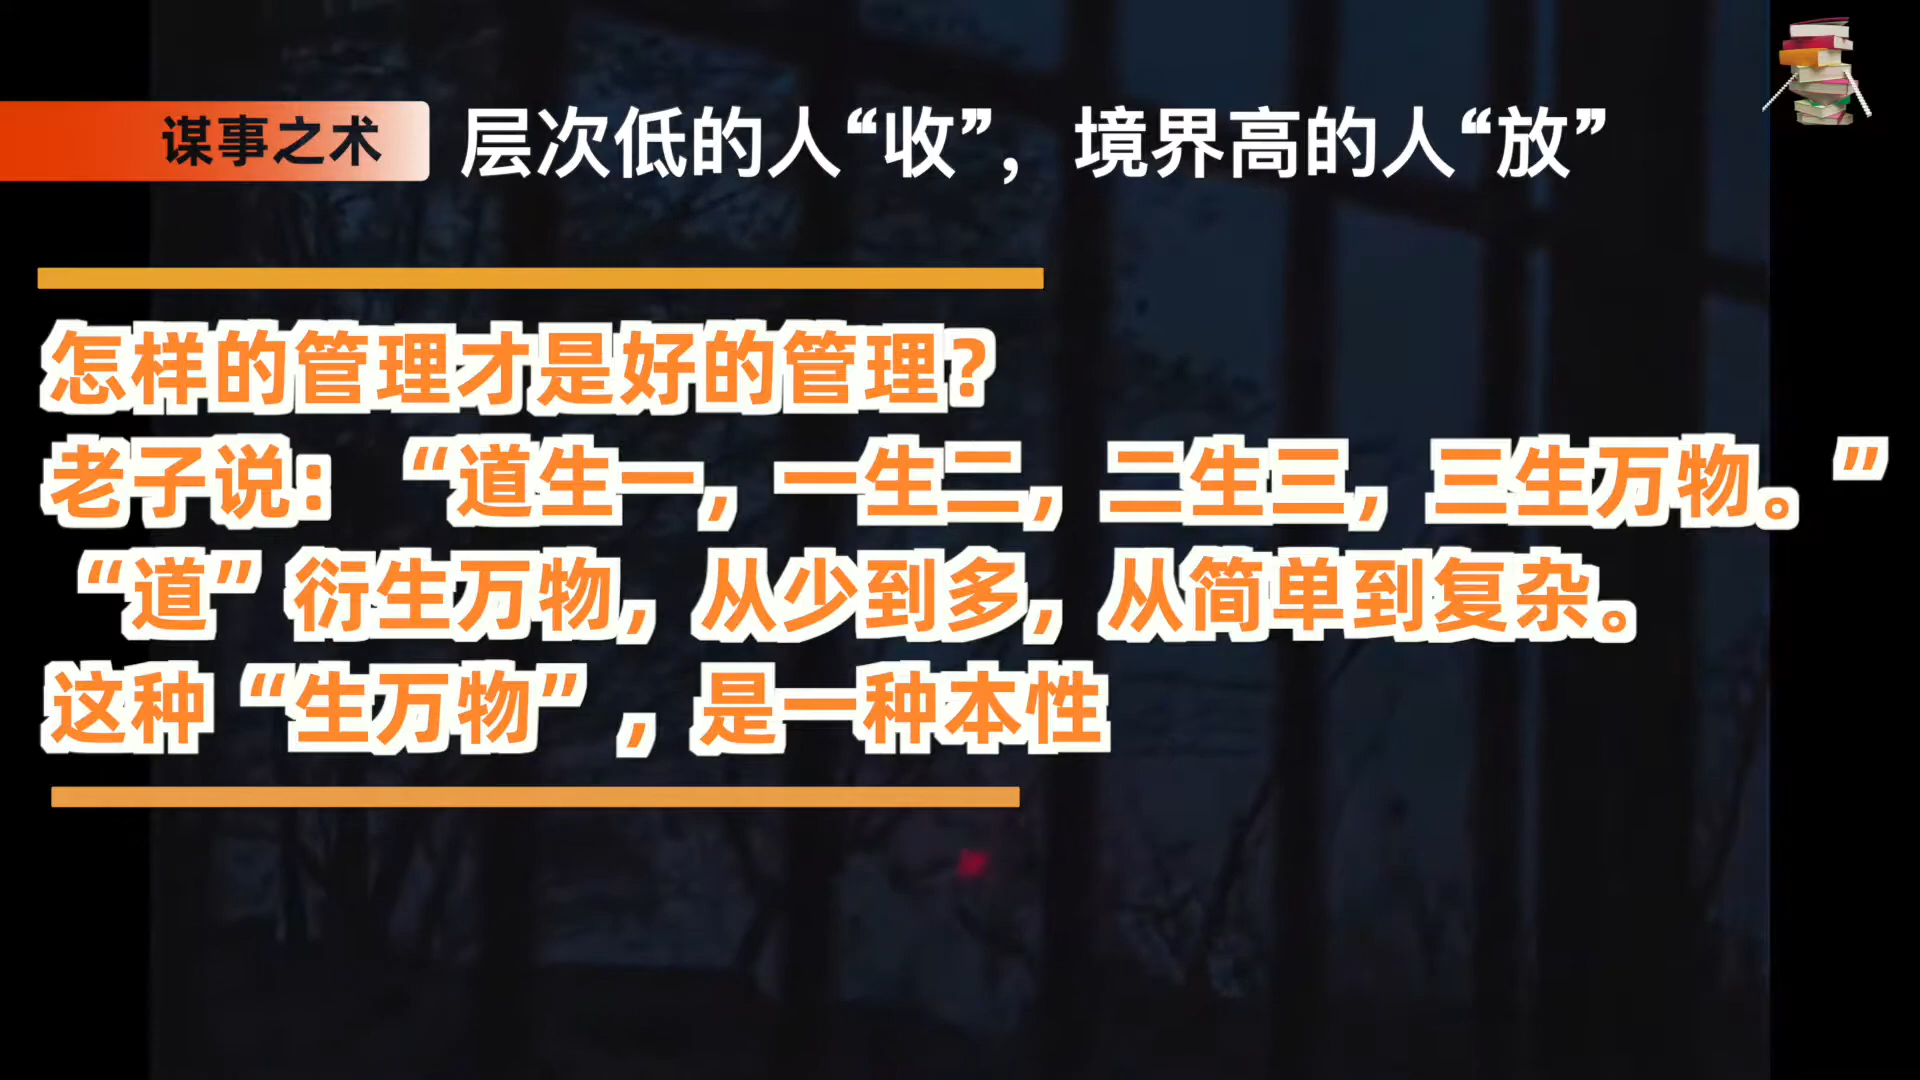 谋事之术
层次低的人“收”，境界高的人“放”
怎样的管理才是好的管理？
老子说：“道生一，一生二，二生三，三生万物。”
“道”衍生万物，从少到多，从简单到复杂。
这种“生万物”，是一种本性